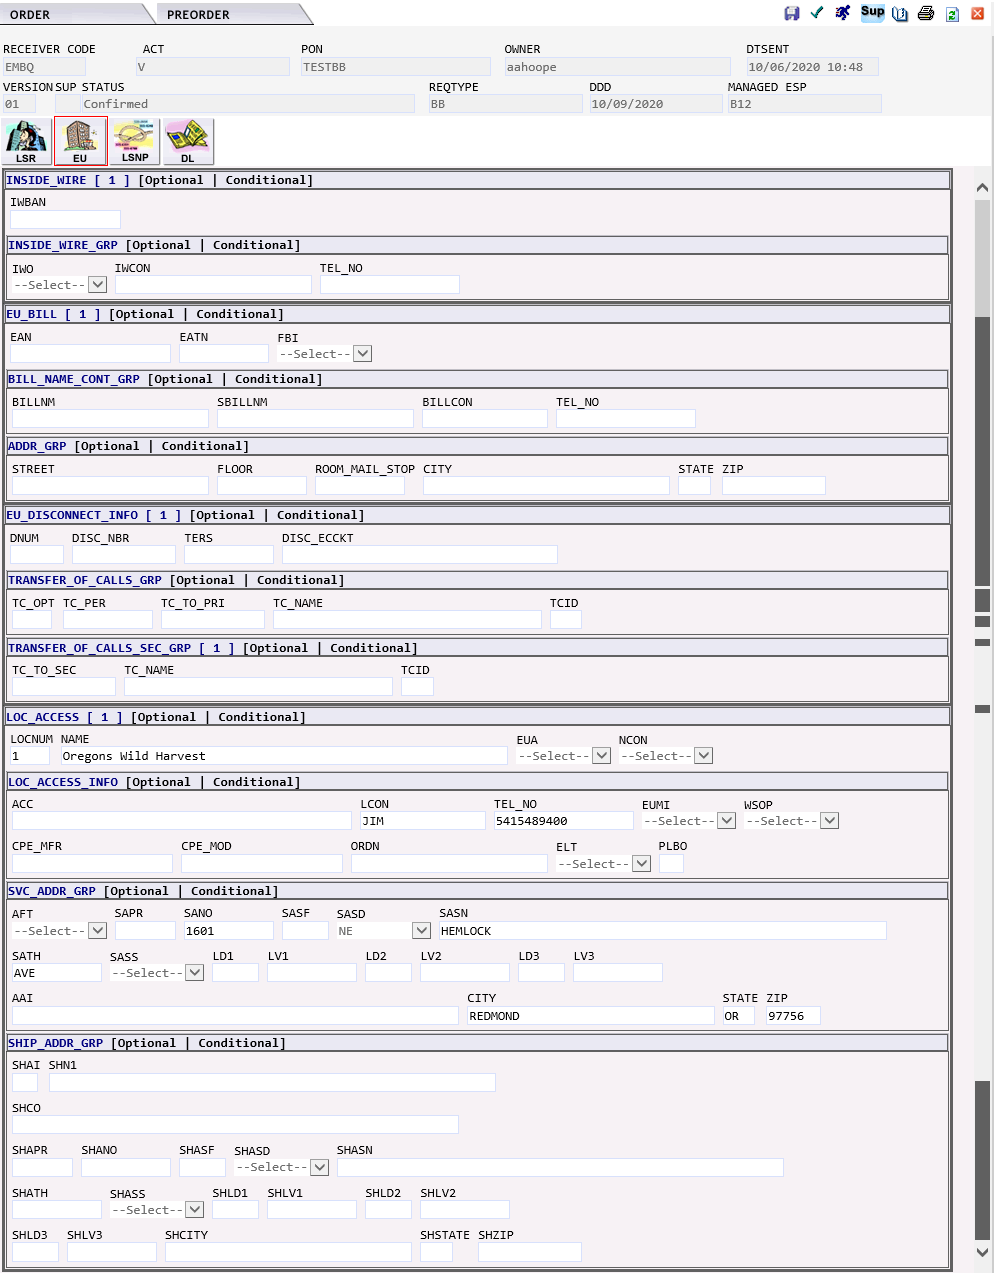 ORDER PREORDER Sup
RECEIVER CODE ACT PON OWNER DTSENT
EMBQ V TESTBB aahoope 10/06/2020 10:48
VERSION SUP STATUS REQTYPE DDD MANAGED ESP
01 Confirmed BB 10/09/2020 B12
LSR EU LSNP DL
INSIDE_WIRE [ 1 ] [Optional | Conditional]
IWBAN
INSIDE_WIRE_GRP [Optional | Conditional]
IWO IWCON TEL_NO
--Select--
EU_BILL [ 1 ] [Optional | Conditional]
EAN EATN FBI
--Select--
BILL_NAME_CONT_GRP [Optional | Conditional]
BILLNM SBILLNM BILLCON TEL_NO
ADDR_GRP [Optional | Conditional]
STREET FLOOR ROOM_MAIL_STOP CITY STATE ZIP
EU_DISCONNECT_INFO [ 1 ] [Optional | Conditional]
DNUM DISC_NBR TERS DISC_ECCKT
TRANSFER_OF_CALLS_GRP [Optional | Conditional]
TC_OPT TC_PER TC_TO_PRI TC_NAME TCID
TRANSFER_OF_CALLS_SEC_GRP [ 1 ] [Optional | Conditional]
TC_TO_SEC TC_NAME TCID
LOC_ACCESS [ 1 ] [Optional | Conditional]
LOCNUM NAME EUA NCON
1 Oregons Wild Harvest --Select-- --Select--
LOC_ACCESS_INFO [Optional | Conditional]
ACC LCON TEL_NO EUMI WSOP
JIM 5415489400 --Select-- --Select--
CPE_MFR CPE_MOD ORDN ELT PLBO
--Select--
SVC_ADDR_GRP [Optional | Conditional]
AFT SAPR SANO SASF SASD SASN
--Select-- 1601 NE HEMLOCK
SATH SASS LD1 LV1 LD2 LV2 LD3 LV3
AVE --Select--
AAI CITY STATE ZIP
REDMOND OR 97756
SHIP_ADDR_GRP [Optional | Conditional]
SHAI SHN1
SHCO
SHAPR SHANO SHASF SHASD SHASN
--Select--
SHATH SHASS SHLD1 SHLV1 SHLD2 SHLV2
--Select--
SHLD3 SHLV3 SHCITY SHSTATE SHZIP